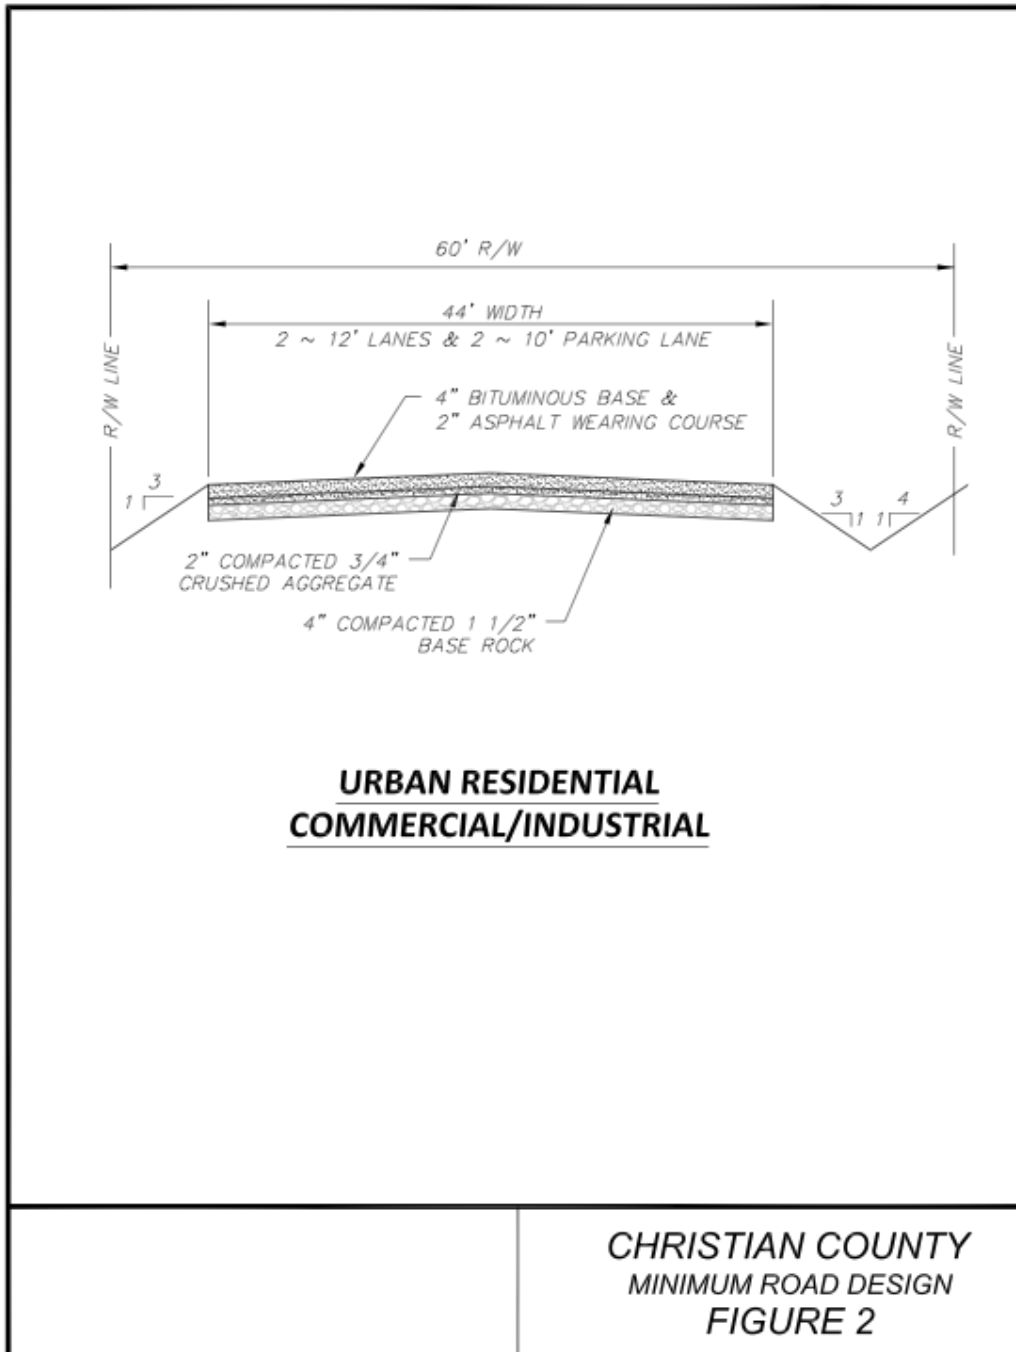 60' R/W
44' WIDTH
2 ~ 12' LANES & 2 ~ 10' PARKING LANE
R/W LINE
R/W LINE
4" BITUMINOUS BASE &
2" ASPHALT WEARING COURSE
3
1
3
1
1
4
2" COMPACTED 3/4"
CRUSHED AGGREGATE
4" COMPACTED 1 1/2"
BASE ROCK
URBAN RESIDENTIAL
COMMERCIAL/INDUSTRIAL
CHRISTIAN COUNTY
MINIMUM ROAD DESIGN
FIGURE 2